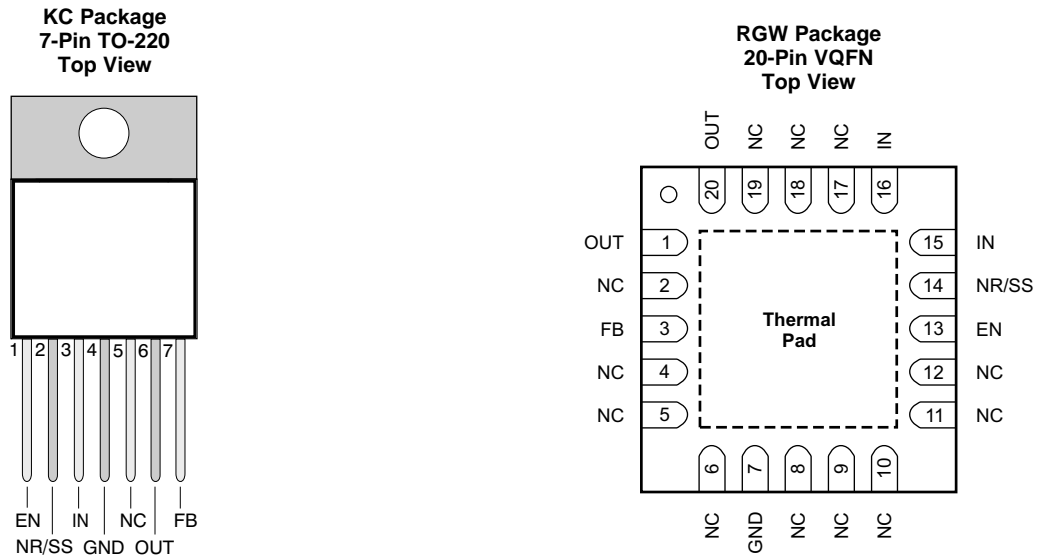 KC Package
7-Pin TO-220
Top View
1 2 3 4 5 6 7
EN IN NC FB
NR/SS GND OUT
RGW Package
20-Pin VQFN
Top View
OUT NC NC NC IN
20 19 18 17 16
OUT 1 15 IN
NC 2 14 NR/SS
FB 3 13 EN
NC 4 12 NC
NC 5 11 NC
Thermal
Pad
6 7 8 9 10
NC GND NC NC NC